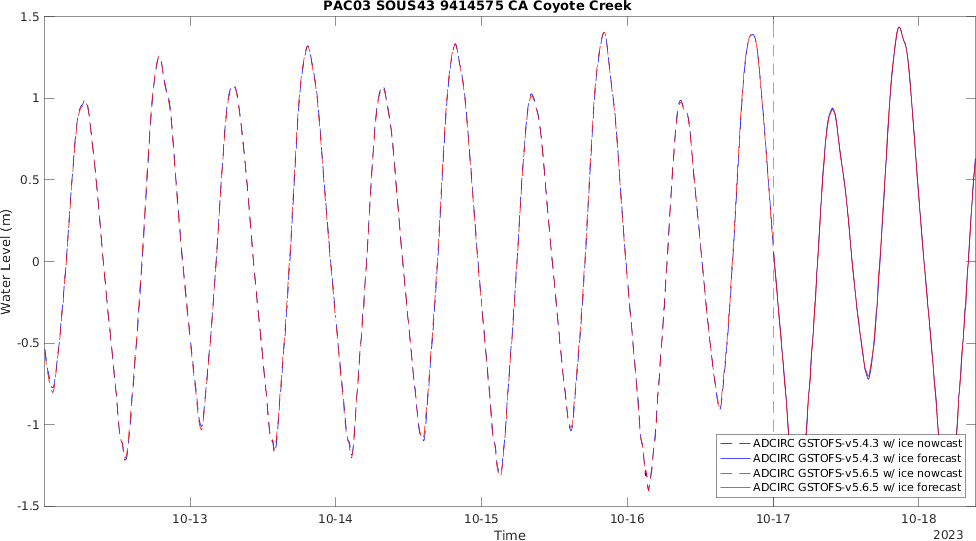 PAC03 SOUS43 9414575 CA Coyote Creek
1.5
1
0.5
0
-0.5
-1
-1.5
Water Level (m)
10-13
10-14
10-15
10-16
10-17
10-18
Time
2023
ADCIRC GSTOFS-v5.4.3 w/ ice nowcast
ADCIRC GSTOFS-v5.4.3 w/ ice forecast
ADCIRC GSTOFS-v5.6.5 w/ ice nowcast
ADCIRC GSTOFS-v5.6.5 w/ ice forecast